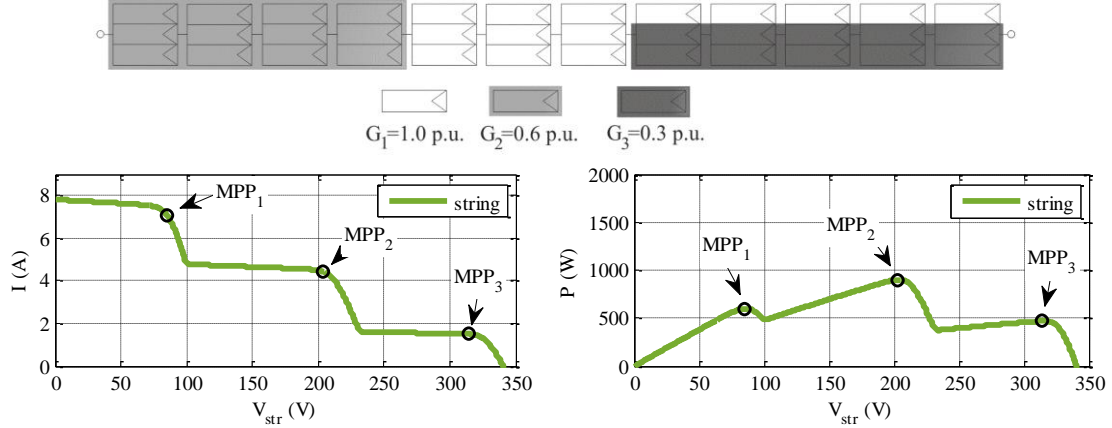 G1=1.0 p.u. G2=0.6 p.u. G3=0.3 p.u.
8
6
4
2
0
I (A)
0 50 100 150 200 250 300 350
Vstr (V)
MPP1
MPP2
MPP3
string
2000
1500
1000
500
0
P (W)
0 50 100 150 200 250 300 350
Vstr (V)
MPP1
MPP2
MPP3
string